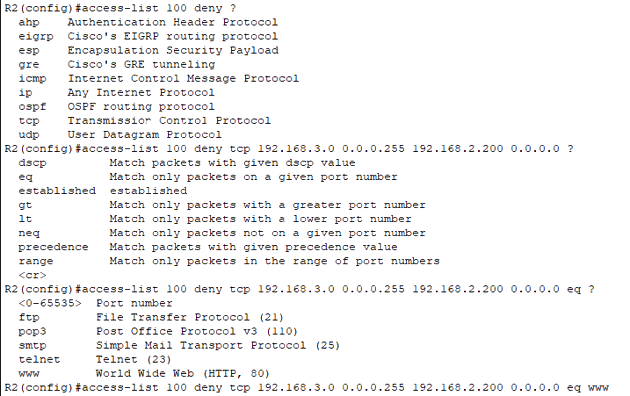 R2(config)#access-list 100 deny ?
ahp Authentication Header Protocol
eigrp Cisco's EIGRP routing protocol
esp Encapsulation Security Payload
gre Cisco's GRE tunneling
icmp Internet Control Message Protocol
ip Any Internet Protocol
ospf OSPF routing protocol
tcp Transmission Control Protocol
udp User Datagram Protocol
R2(config)#access-list 100 deny tcp 192.168.3.0 0.0.0.255 192.168.2.200 0.0.0.0 ?
dscp Match packets with given dscp value
eq Match only packets on a given port number
established established
gt Match only packets with a greater port number
lt Match only packets with a lower port number
neq Match only packets not on a given port number
precedence Match packets with given precedence value
range Match only packets in the range of port numbers
<cr>
R2(config)#access-list 100 deny tcp 192.168.3.0 0.0.0.255 192.168.2.200 0.0.0.0 eq ?
<0-65535> Port number
ftp File Transfer Protocol (21)
pop3 Post Office Protocol v3 (110)
smtp Simple Mail Transport Protocol (25)
telnet Telnet (23)
www World Wide Web (HTTP, 80)
R2(config)#access-list 100 deny tcp 192.168.3.0 0.0.0.255 192.168.2.200 0.0.0.0 eq www